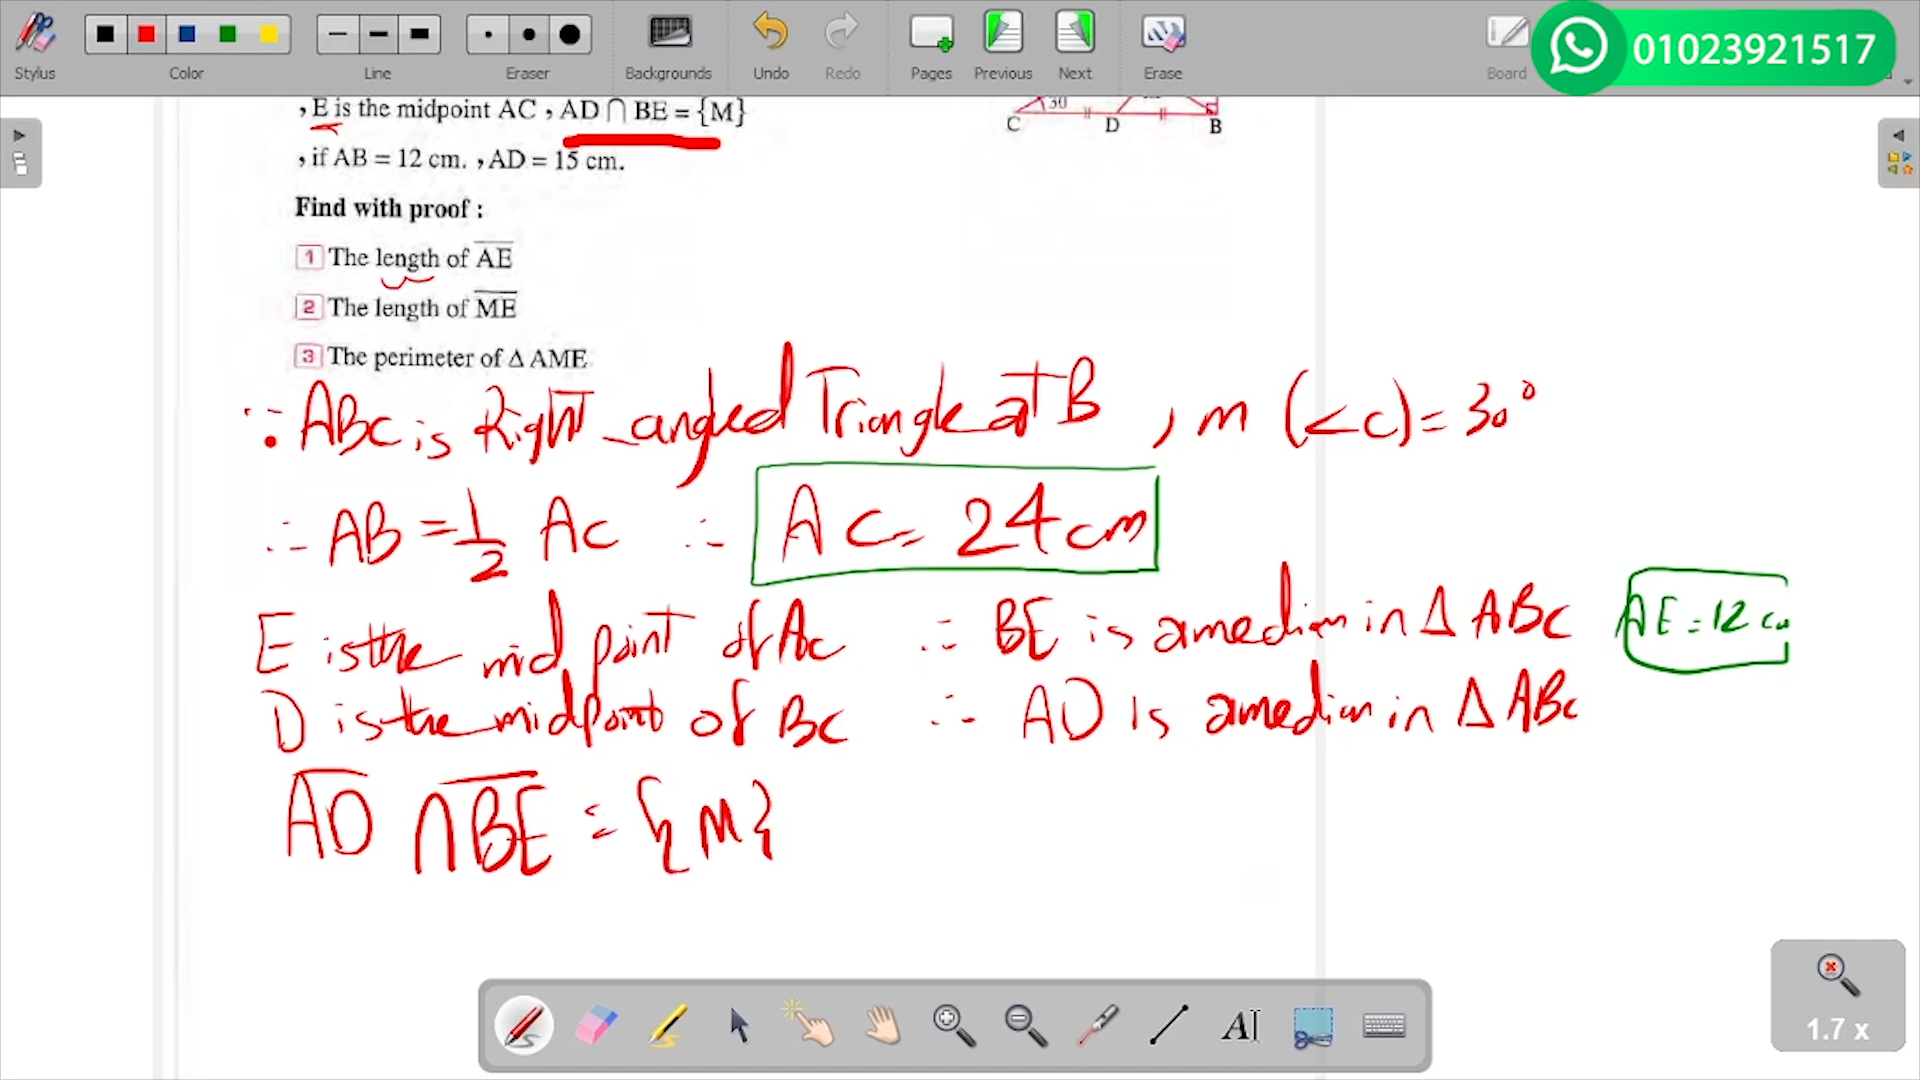 Stylus Color Line Eraser Backgrounds Undo Redo Pages Previous Next Erase Board
01023921517
, E is the midpoint AC , AD ∩ BE = {M}
30
C D B
, if AB = 12 cm. , AD = 15 cm.
Find with proof :
1 The length of AE
2 The length of ME
3 The perimeter of Δ AME
∵ ABC is Right-angled Triangle at B , m (<C) = 30°
∴ AB = 1/2 AC ∴ AC = 24 cm
E is the midpoint of AC ∴ BE is a median in Δ ABC AE = 12 cm
D is the midpoint of BC ∴ AD is a median in Δ ABC
AD ∩ BE = {M}
1.7 x